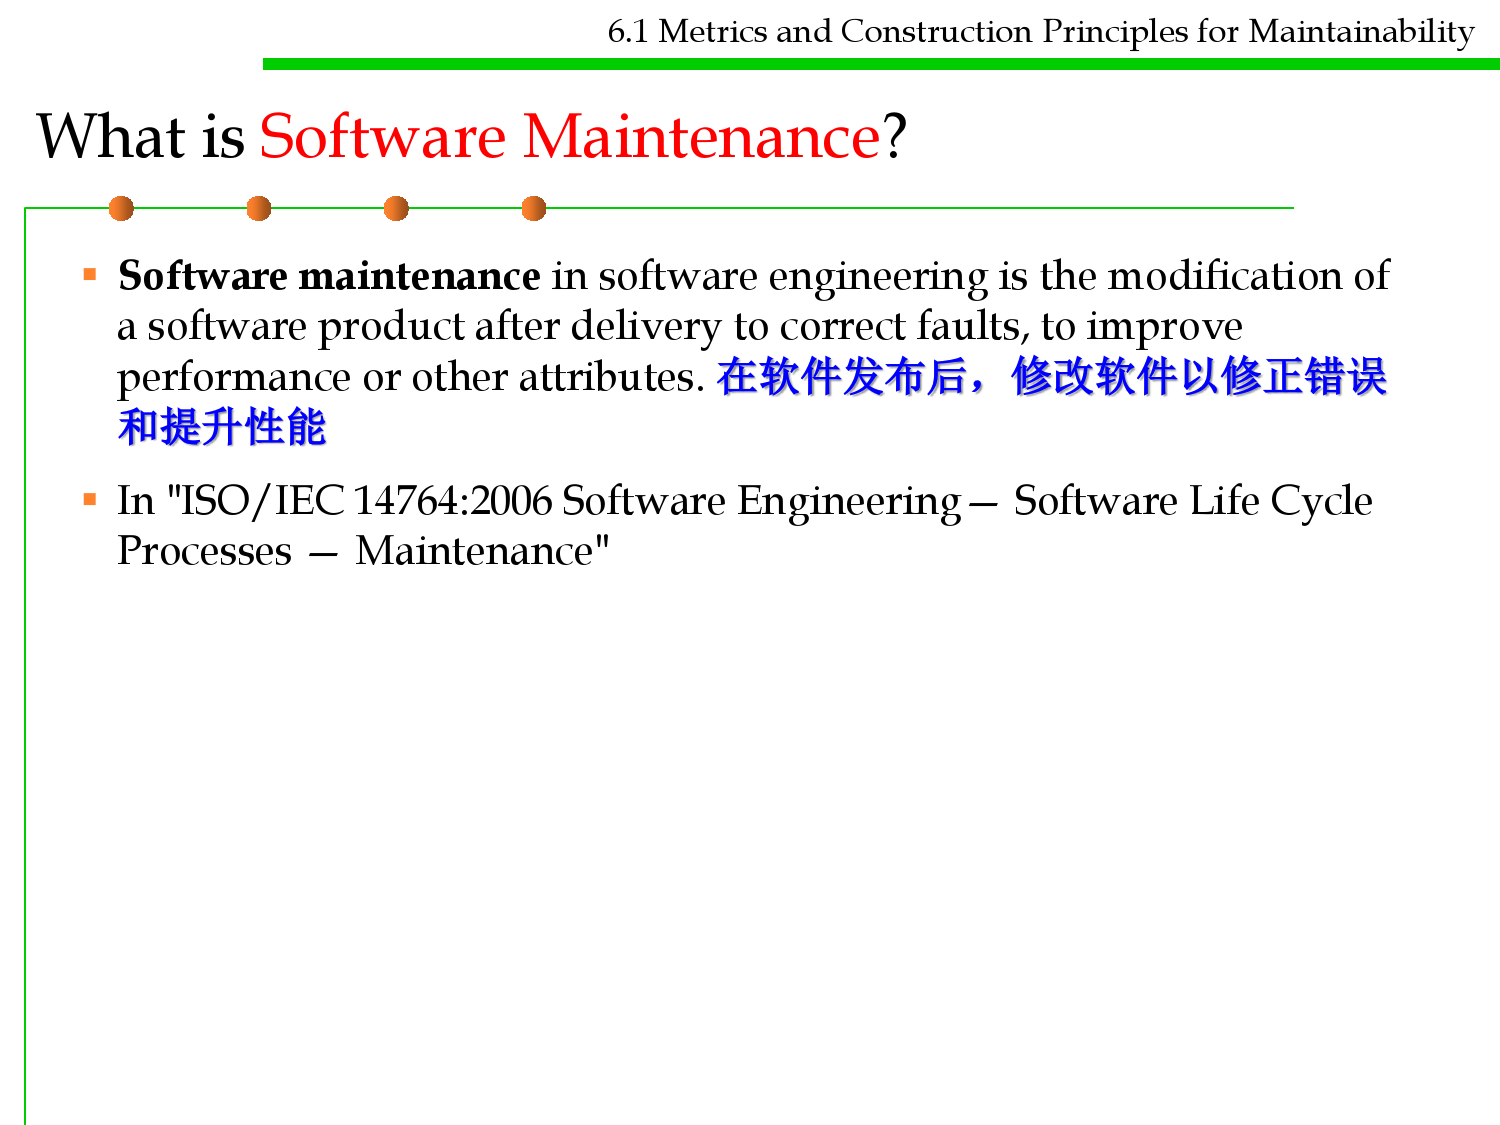 6.1 Metrics and Construction Principles for Maintainability
What is Software Maintenance?
▪ Software maintenance in software engineering is the modification of
a software product after delivery to correct faults, to improve
performance or other attributes. 在软件发布后，修改软件以修正错误
和提升性能
▪ In "ISO/IEC 14764:2006 Software Engineering — Software Life Cycle
Processes — Maintenance"